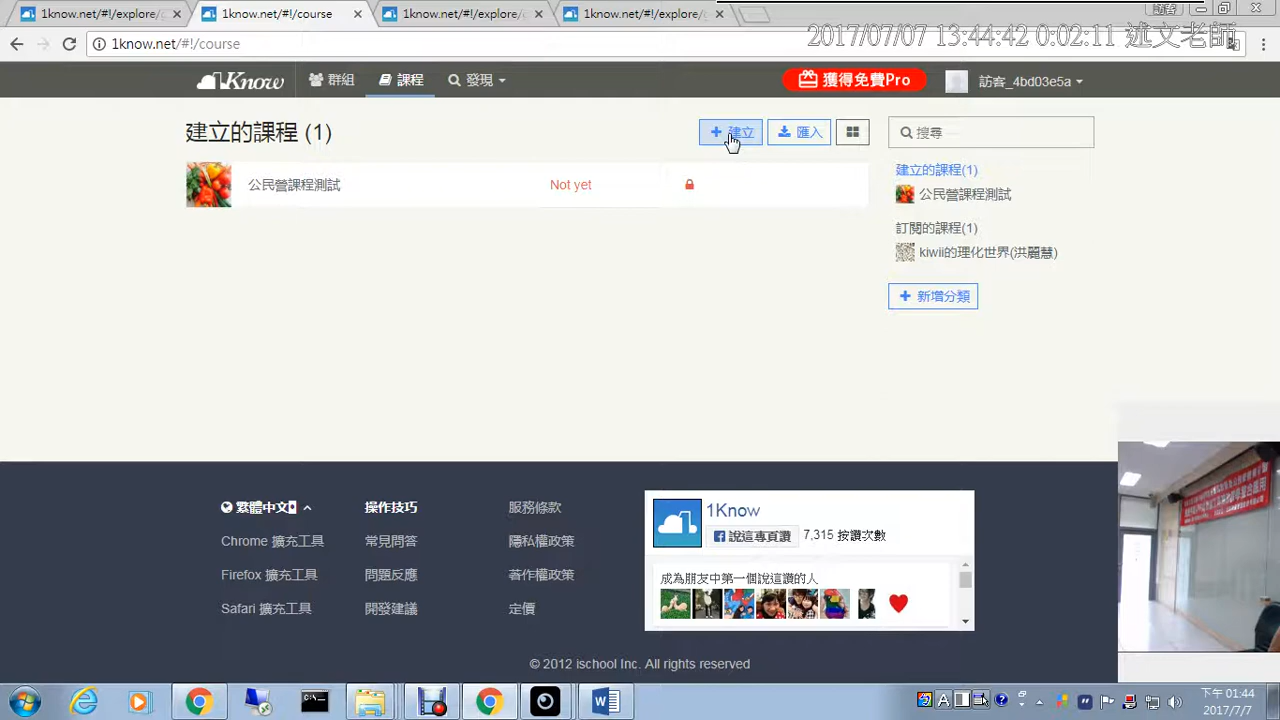 1know.net/#!/explore/
1know.net/#!/course
1know.net/#!/explore/
1know.net/#!/explore/
1know.net/#!/course
2017/07/07 13:44:42 0:02:11 述文老師
1Know
群組
課程
發現
獲得免費Pro
訪客_4bd03e5a
建立的課程 (1)
建立
匯入
搜尋
公民營課程測試
Not yet
建立的課程(1)
公民營課程測試
訂閱的課程(1)
kiwii的理化世界(洪麗慧)
新增分類
繁體中文
操作技巧
服務條款
Chrome 擴充工具
常見問答
隱私權政策
Firefox 擴充工具
問題反應
著作權政策
Safari 擴充工具
開發建議
定價
1Know
說這專頁讚
7,315 按讚次數
成為朋友中第一個說這讚的人
© 2012 ischool Inc. All rights reserved
下午 01:44
2017/7/7